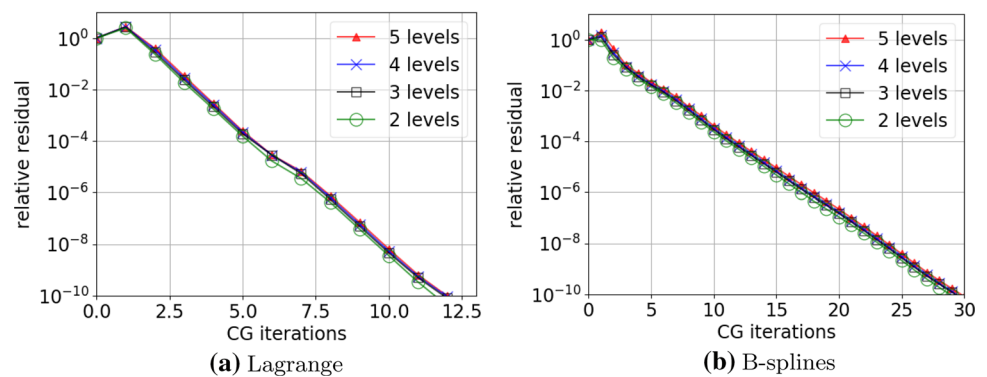 10^0
10^-2
10^-4
10^-6
10^-8
10^-10
relative residual
5 levels
4 levels
3 levels
2 levels
0.0 2.5 5.0 7.5 10.0 12.5
CG iterations
(a) Lagrange
10^0
10^-2
10^-4
10^-6
10^-8
10^-10
relative residual
5 levels
4 levels
3 levels
2 levels
0 5 10 15 20 25 30
CG iterations
(b) B-splines